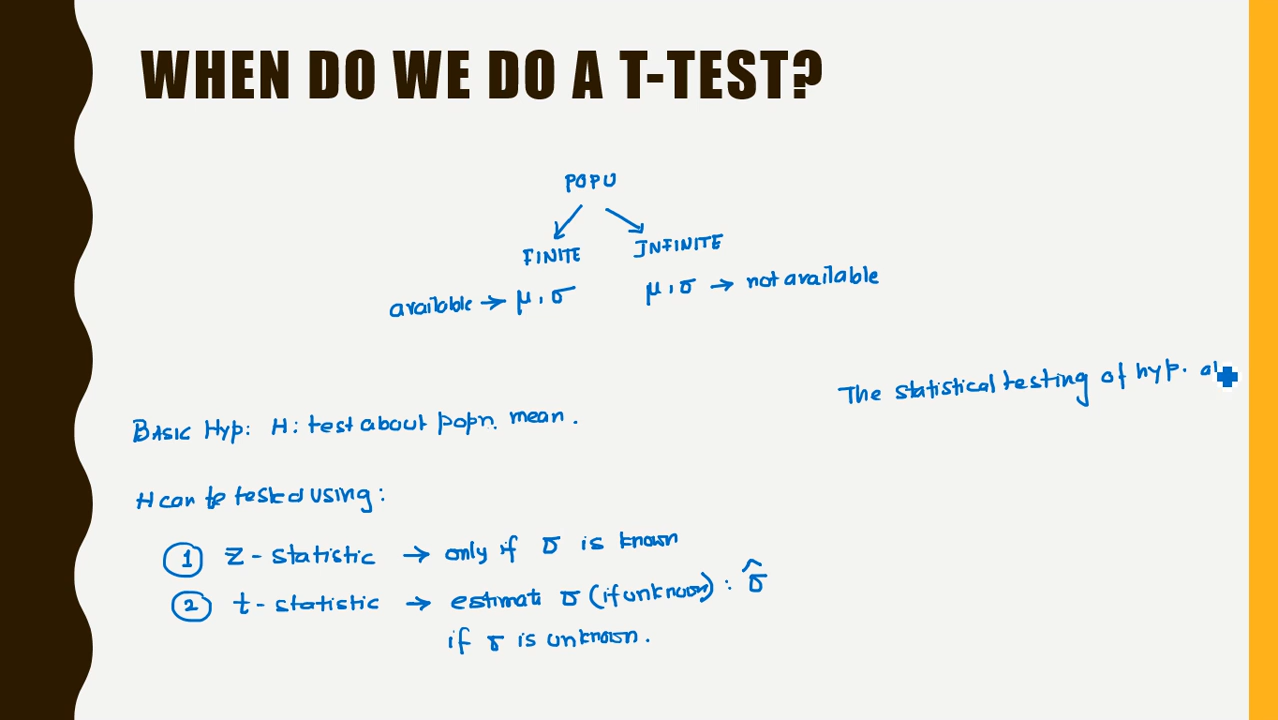 WHEN DO WE DO A T-TEST?
POPU
FINITE INFINITE
available → μ, σ μ, σ → not available
The statistical testing of hyp.
BASIC Hyp: H: test about popn. mean.
H can be tested using:
1 Z-statistic → only if σ is known
2 t-statistic → estimate σ (if unknown) : σ̂
if σ is unknown.